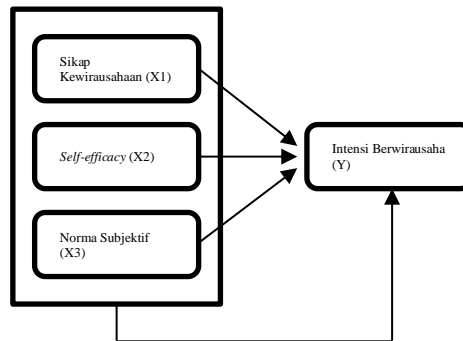 Sikap
Kewirausahaan (X1)
Self-efficacy (X2)
Norma Subjektif
(X3)
Intensi Berwirausaha
(Y)